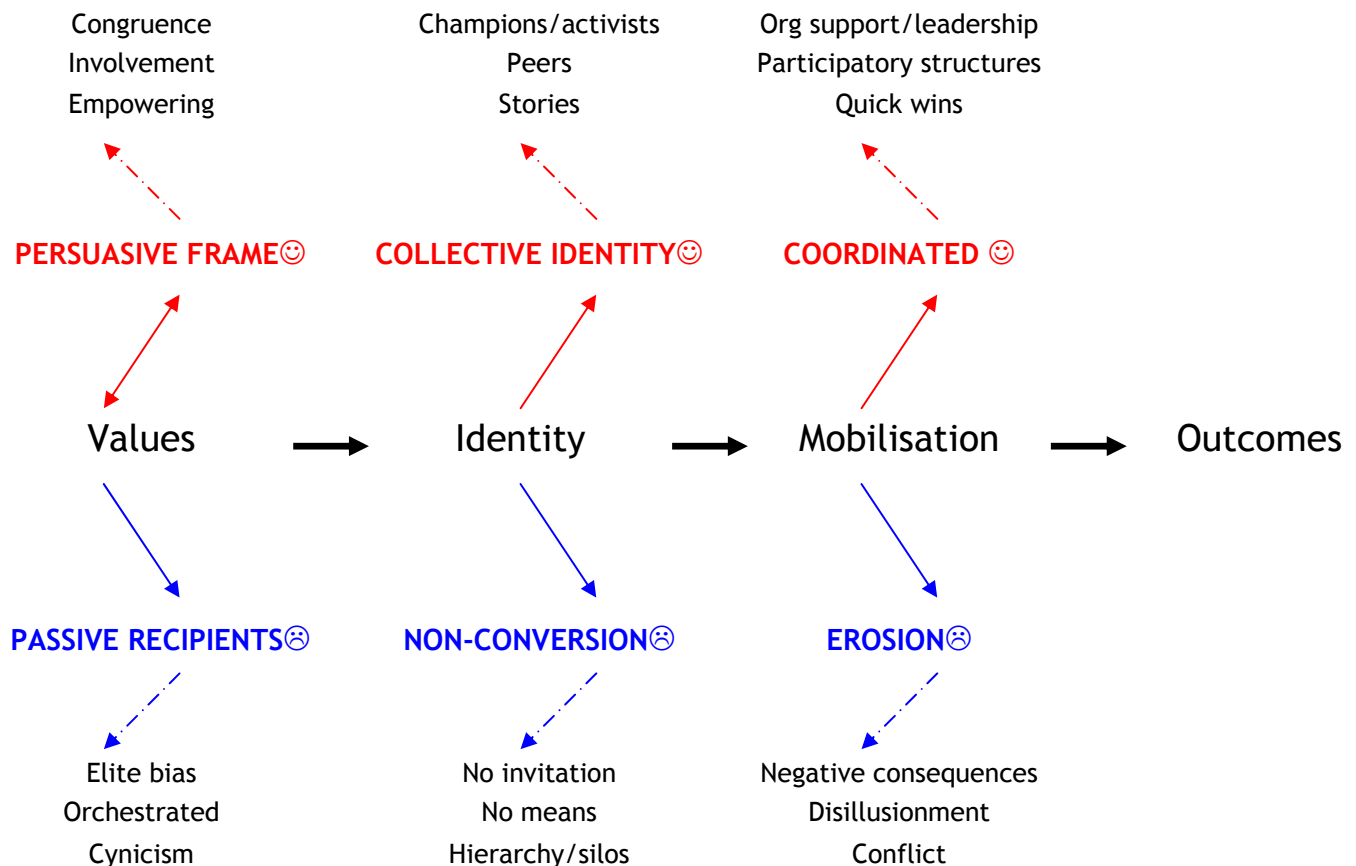 Congruence
Involvement
Empowering
Champions/activists
Peers
Stories
Org support/leadership
Participatory structures
Quick wins
PERSUASIVE FRAME☺
COLLECTIVE IDENTITY☺
COORDINATED ☺
Values
Identity
Mobilisation
Outcomes
PASSIVE RECIPIENTS☹
NON-CONVERSION☹
EROSION☹
Elite bias
Orchestrated
Cynicism
No invitation
No means
Hierarchy/silos
Negative consequences
Disillusionment
Conflict